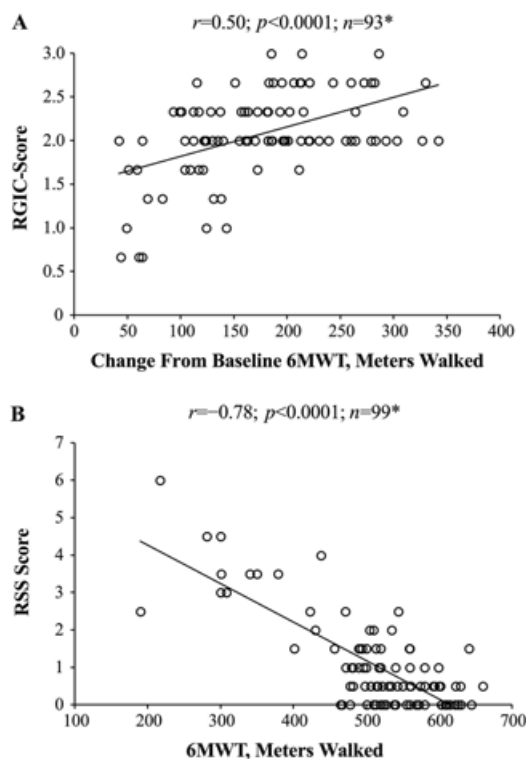 A
r=0.50; p<0.0001; n=93*
3.0
2.5
2.0
1.5
1.0
0.5
0
RGIC-Score
0 50 100 150 200 250 300 350 400
Change From Baseline 6MWT, Meters Walked
B
r=−0.78; p<0.0001; n=99*
7
6
5
4
3
2
1
0
RSS Score
100 200 300 400 500 600 700
6MWT, Meters Walked